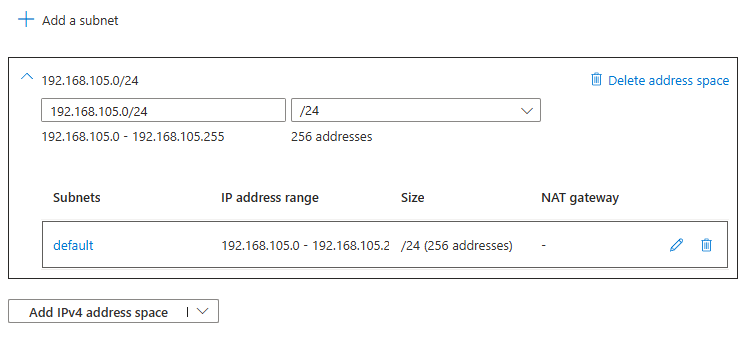 Add a subnet
192.168.105.0/24 Delete address space
192.168.105.0/24 /24
192.168.105.0 - 192.168.105.255 256 addresses
Subnets IP address range Size NAT gateway
default 192.168.105.0 - 192.168.105.2 /24 (256 addresses) -
Add IPv4 address space